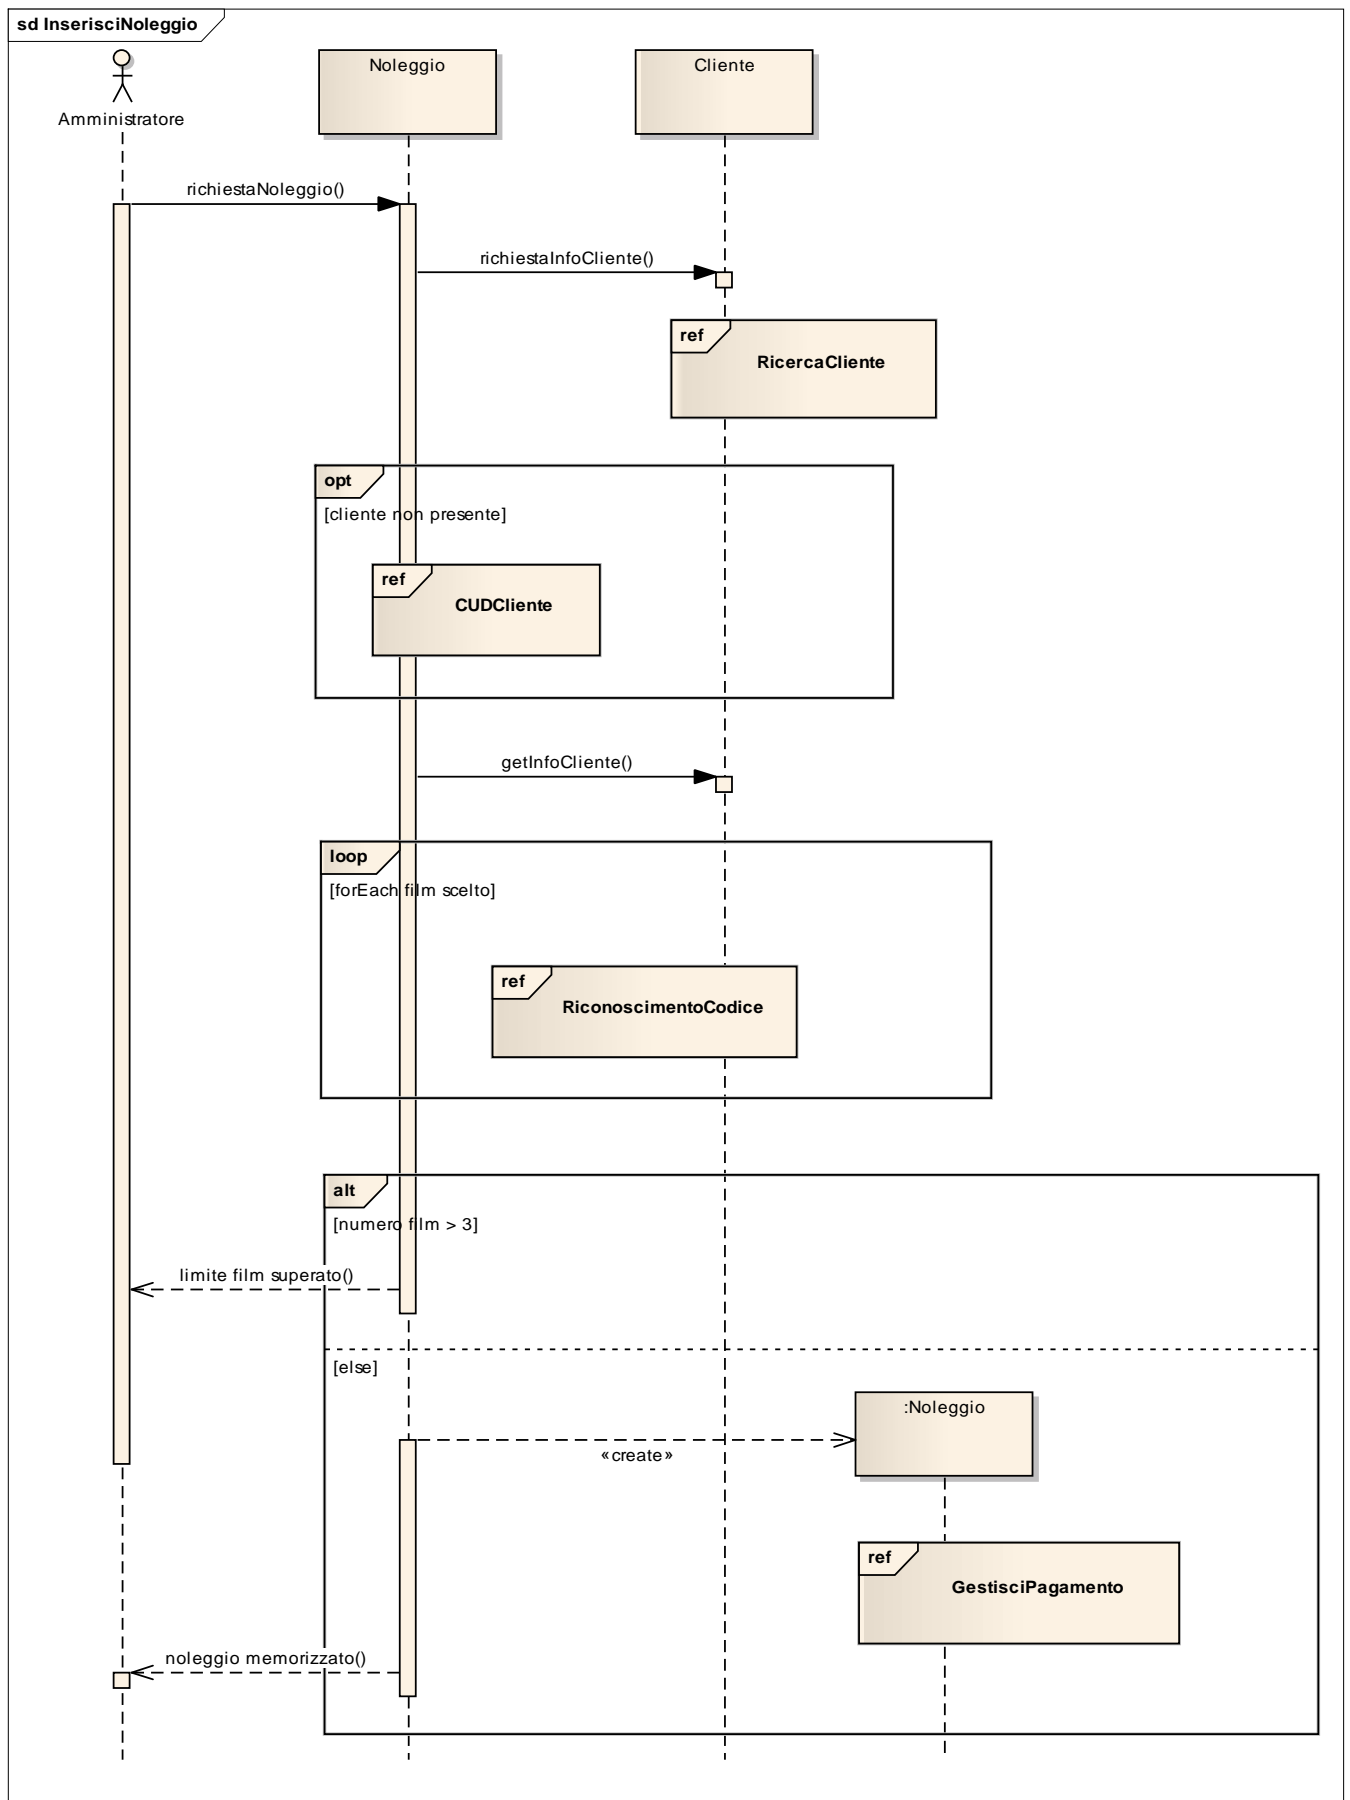 sd InserisciNoleggio
Amministratore
Noleggio
Cliente
richiestaNoleggio()
richiestaInfoCliente()
ref
RicercaCliente
opt
[cliente non presente]
ref
CUDCliente
getInfoCliente()
loop
[forEach film scelto]
ref
RiconoscimentoCodice
alt
[numero film > 3]
limite film superato()
[else]
:Noleggio
«create»
ref
GestisciPagamento
noleggio memorizzato()